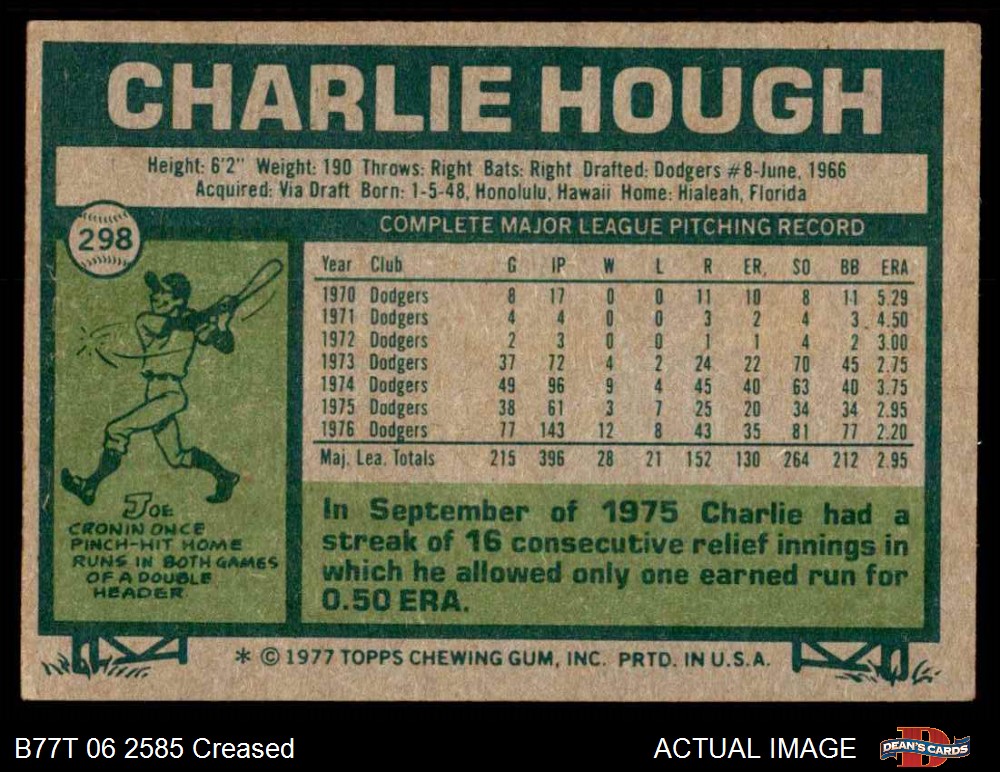 CHARLIE HOUGH
Height: 6'2" Weight: 190 Throws: Right Bats: Right Drafted: Dodgers #8-June, 1966
Acquired: Via Draft Born: 1-5-48, Honolulu, Hawaii Home: Hialeah, Florida
298
COMPLETE MAJOR LEAGUE PITCHING RECORD
Year Club G IP W L R ER. SO BB ERA
1970 Dodgers 8 17 0 0 11 10 8 11 5.29
1971 Dodgers 4 4 0 0 3 2 4 3 4.50
1972 Dodgers 2 3 0 0 1 1 4 2 3.00
1973 Dodgers 37 72 4 2 24 22 70 45 2.75
1974 Dodgers 49 96 9 4 45 40 63 40 3.75
1975 Dodgers 38 61 3 7 25 20 34 34 2.95
1976 Dodgers 77 143 12 8 43 35 81 77 2.20
Maj. Lea. Totals 215 396 28 21 152 130 264 212 2.95
JOE
CRONIN ONCE
PINCH-HIT HOME
RUNS IN BOTH GAMES
OF A DOUBLE
HEADER
In September of 1975 Charlie had a
streak of 16 consecutive relief innings in
which he allowed only one earned run for
0.50 ERA.
* © 1977 TOPPS CHEWING GUM, INC. PRTD. IN U.S.A.
B77T 06 2585 Creased
ACTUAL IMAGE
DEAN'S CARDS